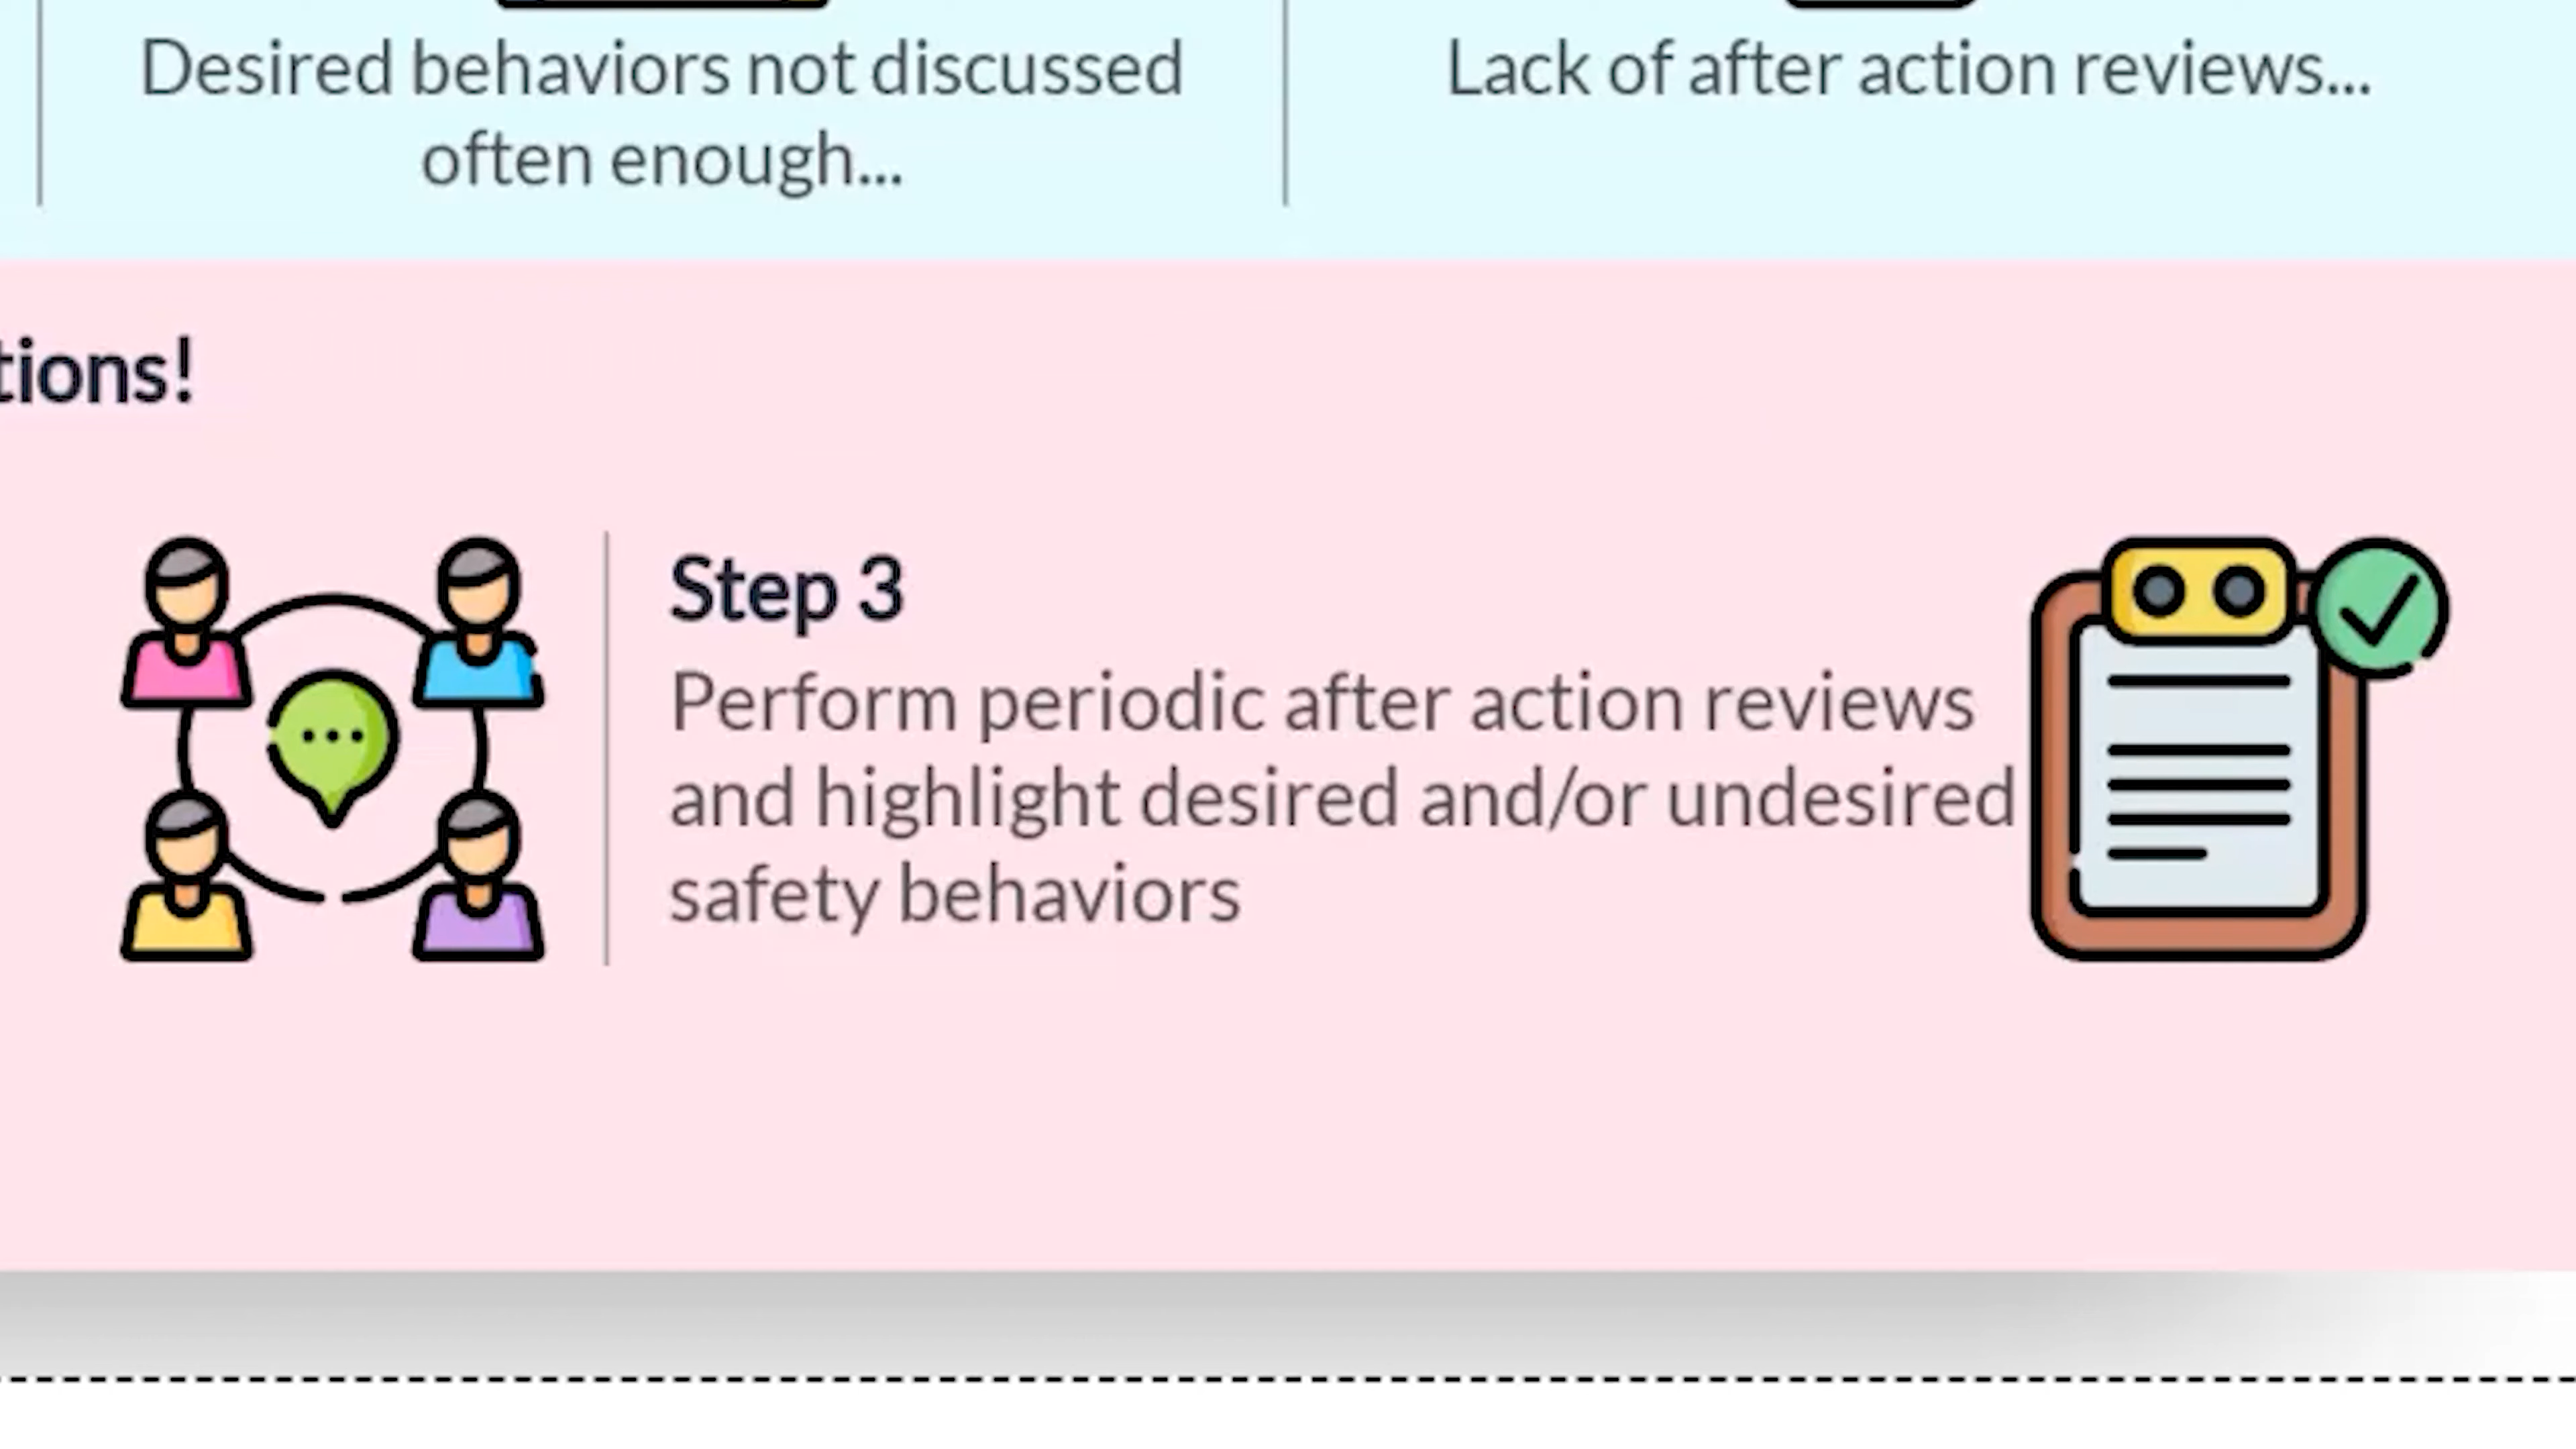 Desired behaviors not discussed
often enough...
Lack of after action reviews...
tions!
Step 3
Perform periodic after action reviews
and highlight desired and/or undesired
safety behaviors